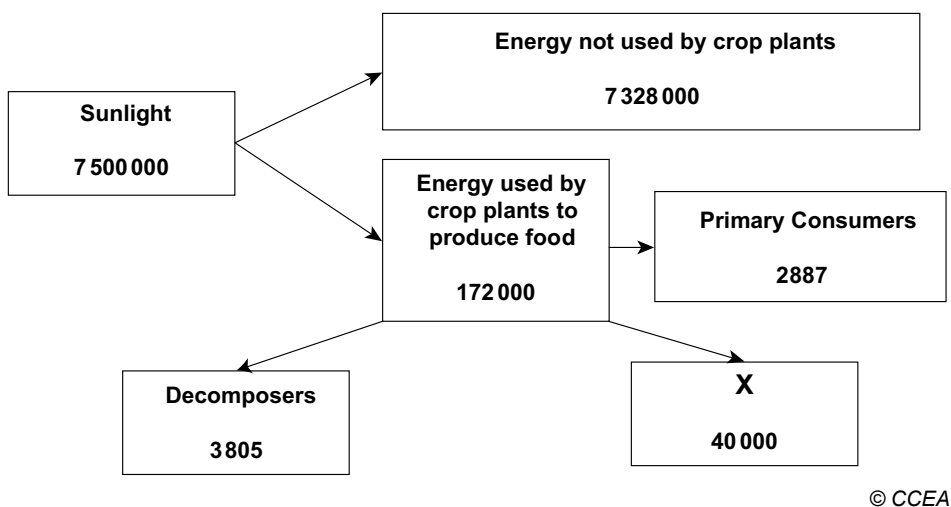 Energy not used by crop plants
7 328 000
Sunlight
7 500 000
Energy used by
crop plants to
produce food
172 000
Primary Consumers
2887
Decomposers
3 805
X
40 000
© CCEA